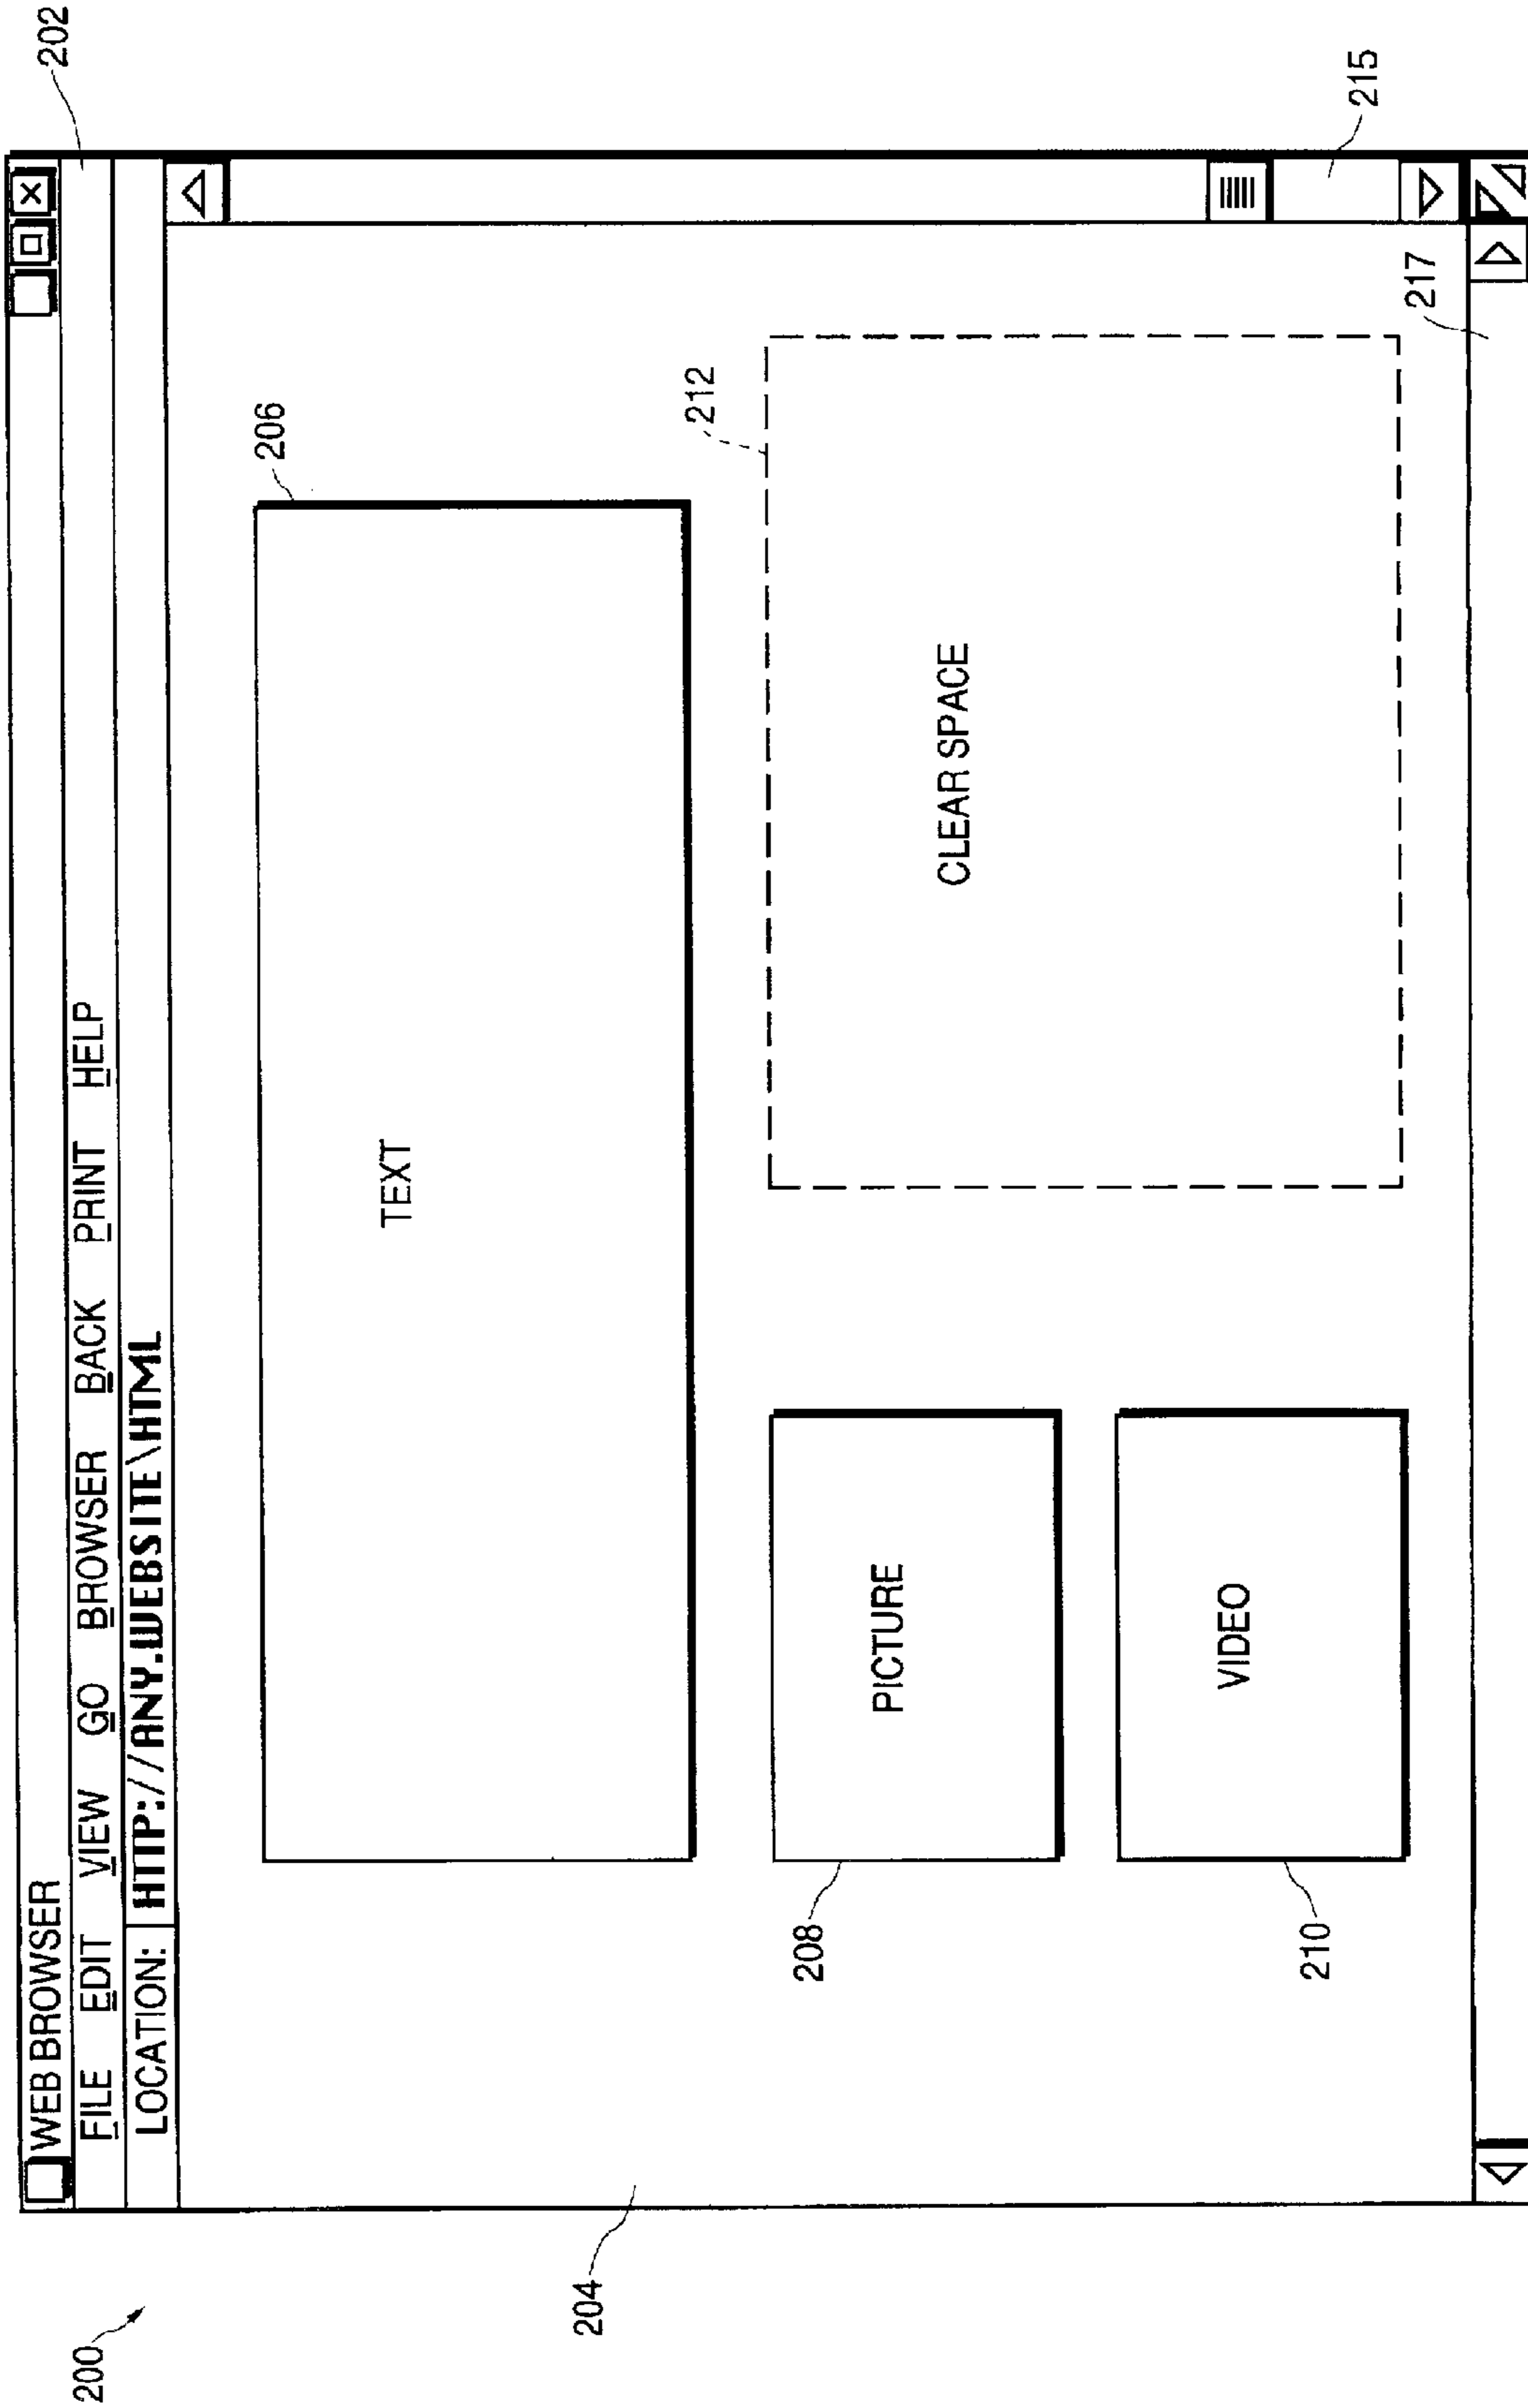 200
WEB BROWSER
202
FILE EDIT VIEW GO BROWSER BACK PRINT HELP
LOCATION: HTTP://ANY.WEBSITE\HTML
206
TEXT
204
212
208
PICTURE
CLEAR SPACE
210
VIDEO
215
217